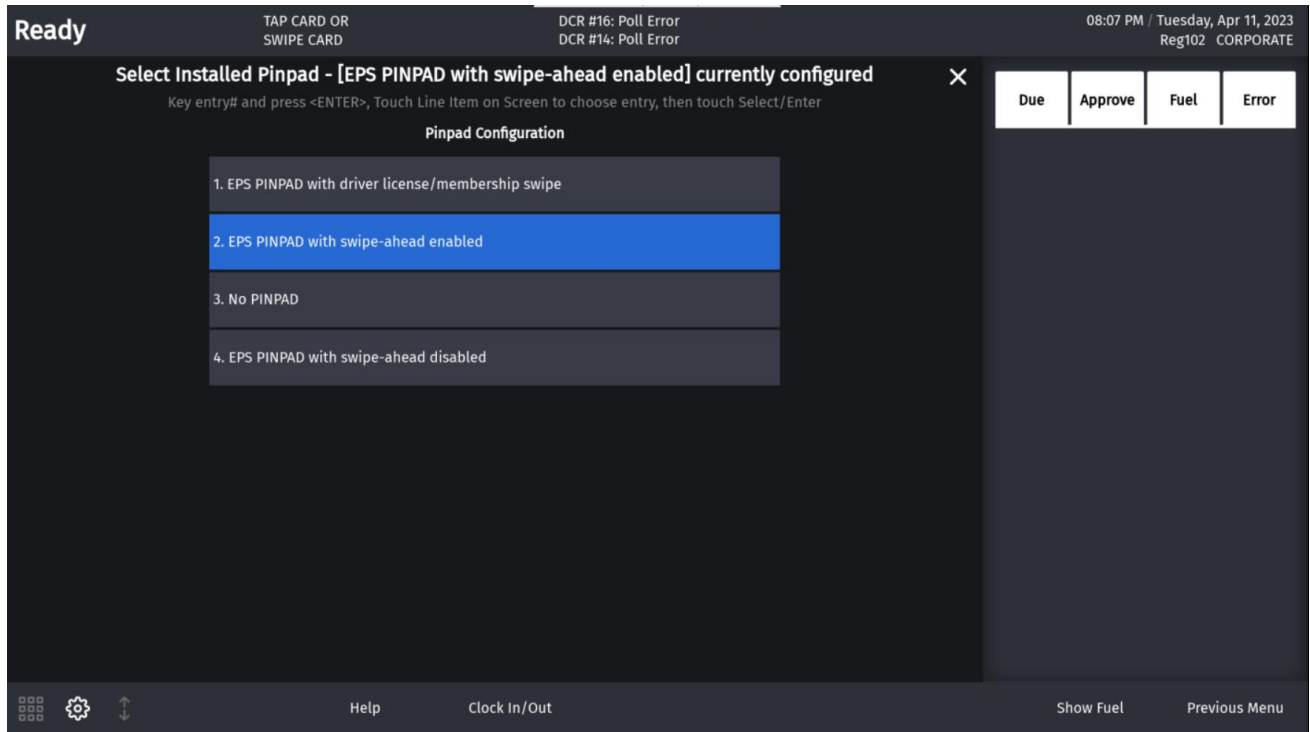 Ready
TAP CARD OR
SWIPE CARD
DCR #16: Poll Error
DCR #14: Poll Error
08:07 PM / Tuesday, Apr 11, 2023
Reg102 CORPORATE
Select Installed Pinpad - [EPS PINPAD with swipe-ahead enabled] currently configured
Key entry# and press <ENTER>, Touch Line Item on Screen to choose entry, then touch Select/Enter
Pinpad Configuration
1. EPS PINPAD with driver license/membership swipe
2. EPS PINPAD with swipe-ahead enabled
3. No PINPAD
4. EPS PINPAD with swipe-ahead disabled
Due Approve Fuel Error
Help Clock In/Out Show Fuel Previous Menu